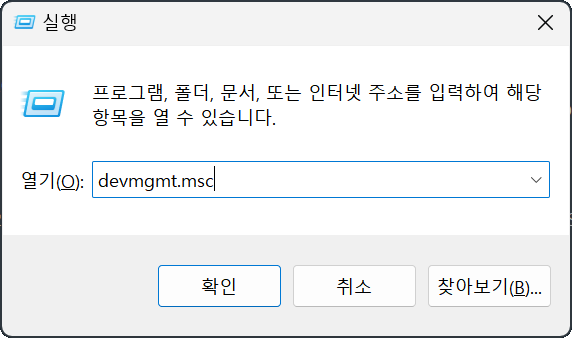 실행
프로그램, 폴더, 문서, 또는 인터넷 주소를 입력하여 해당
항목을 열 수 있습니다.
열기(O): devmgmt.msc
확인 취소 찾아보기(B)...